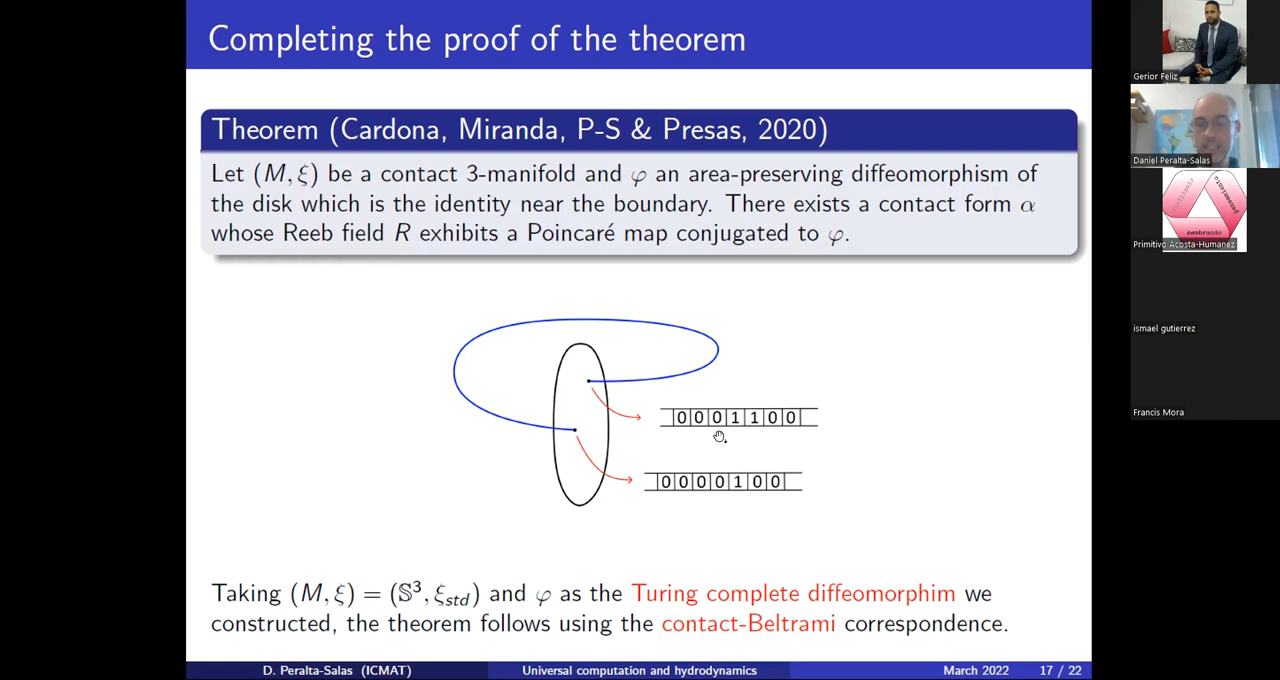 Completing the proof of the theorem
Theorem (Cardona, Miranda, P-S & Presas, 2020)
Let (M, ξ) be a contact 3-manifold and φ an area-preserving diffeomorphism of
the disk which is the identity near the boundary. There exists a contact form α
whose Reeb field R exhibits a Poincaré map conjugated to φ.
0 0 0 1 1 0 0
0 0 0 0 1 0 0
Taking (M, ξ) = (𝕊³, ξstd) and φ as the Turing complete diffeomorphim we
constructed, the theorem follows using the contact-Beltrami correspondence.
D. Peralta-Salas (ICMAT) Universal computation and hydrodynamics March 2022 17 / 22
Gerior Feliz
Daniel Peralta-Salas
pensamiento
sembrando
Primitivo Acosta-Humanez
ismael gutierrez
Francis Mora